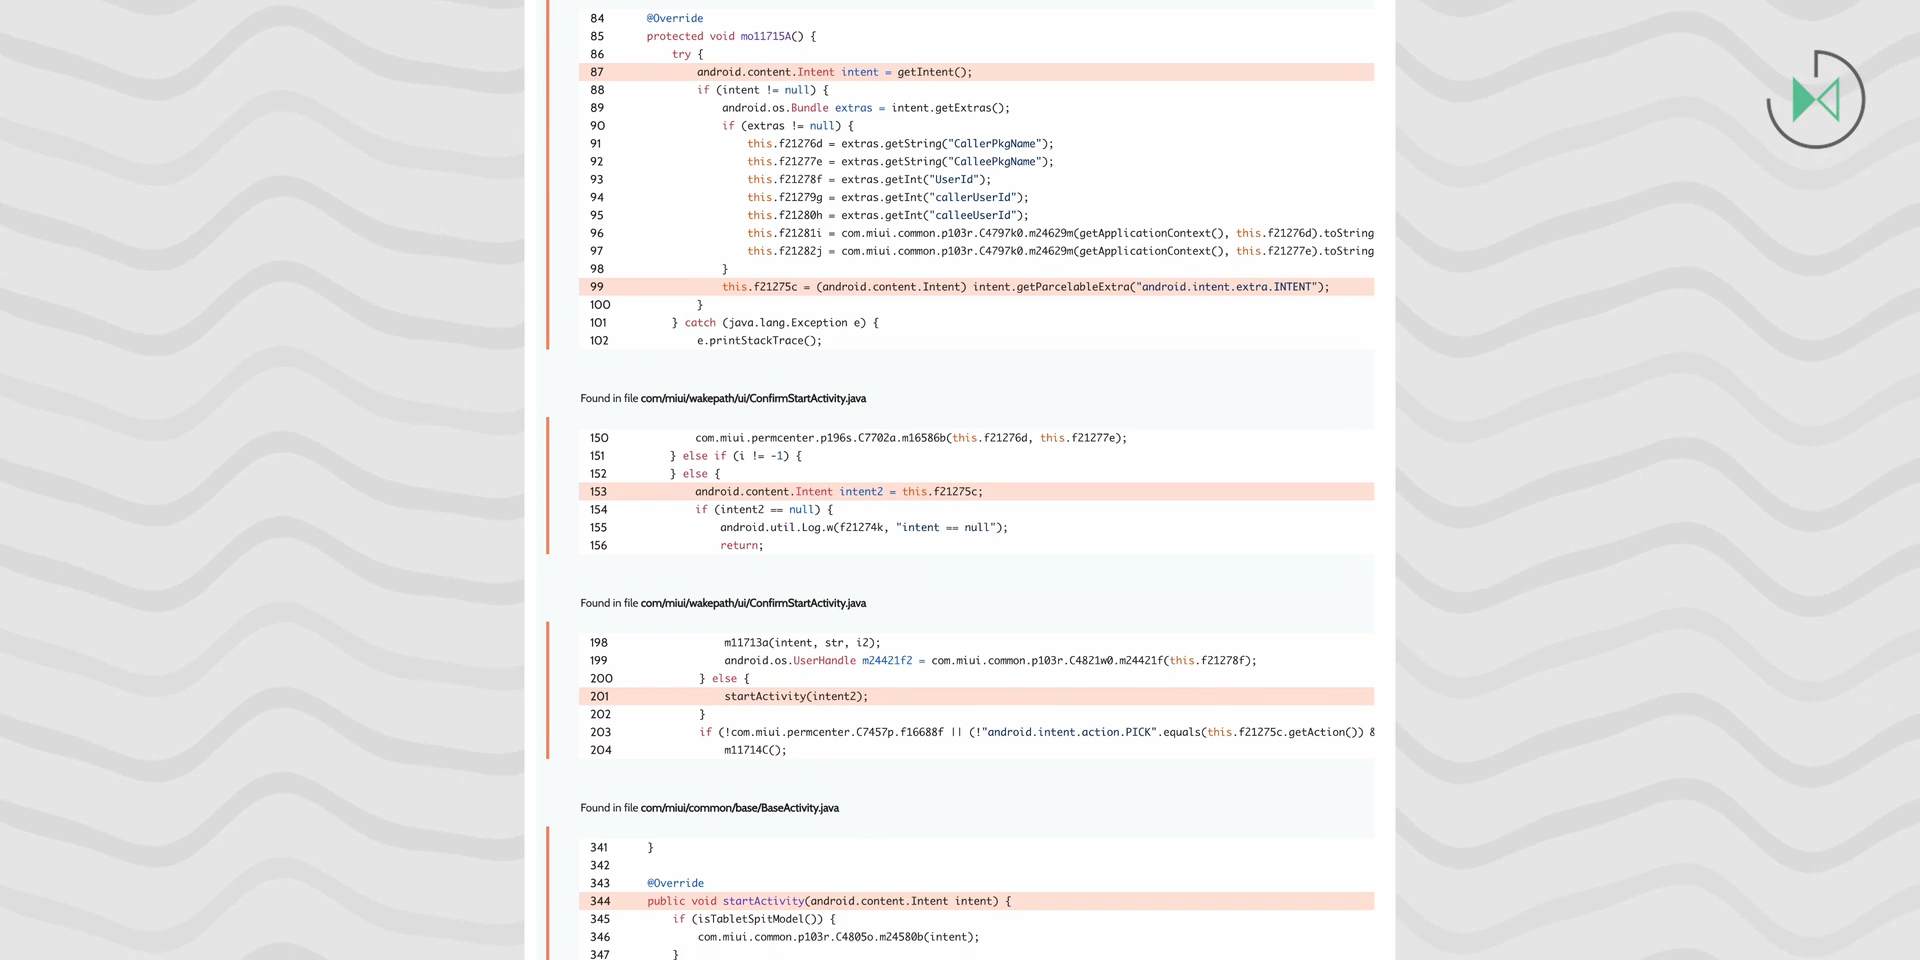 84 @Override
85 protected void mo11715A() {
86 try {
87 android.content.Intent intent = getIntent();
88 if (intent != null) {
89 android.os.Bundle extras = intent.getExtras();
90 if (extras != null) {
91 this.f21276d = extras.getString("CallerPkgName");
92 this.f21277e = extras.getString("CalleePkgName");
93 this.f21278f = extras.getInt("UserId");
94 this.f21279g = extras.getInt("callerUserId");
95 this.f21280h = extras.getInt("calleeUserId");
96 this.f21281i = com.miui.common.p103r.C4797k0.m24629m(getApplicationContext(), this.f21276d).toString
97 this.f21282j = com.miui.common.p103r.C4797k0.m24629m(getApplicationContext(), this.f21277e).toString
98 }
99 this.f21275c = (android.content.Intent) intent.getParcelableExtra("android.intent.extra.INTENT");
100 }
101 } catch (java.lang.Exception e) {
102 e.printStackTrace();
Found in file com/miui/wakepath/ui/ConfirmStartActivity.java
150 com.miui.permcenter.p196s.C7702a.m16586b(this.f21276d, this.f21277e);
151 } else if (i != -1) {
152 } else {
153 android.content.Intent intent2 = this.f21275c;
154 if (intent2 == null) {
155 android.util.Log.w(f21274k, "intent == null");
156 return;
Found in file com/miui/wakepath/ui/ConfirmStartActivity.java
198 m11713a(intent, str, i2);
199 android.os.UserHandle m24421f2 = com.miui.common.p103r.C4821w0.m24421f(this.f21278f);
200 } else {
201 startActivity(intent2);
202 }
203 if (!com.miui.permcenter.C7457p.f16688f || (!"android.intent.action.PICK".equals(this.f21275c.getAction()) &
204 m11714C();
Found in file com/miui/common/base/BaseActivity.java
341 }
342
343 @Override
344 public void startActivity(android.content.Intent intent) {
345 if (isTabletSpitModel()) {
346 com.miui.common.p103r.C4805o.m24580b(intent);
347 }